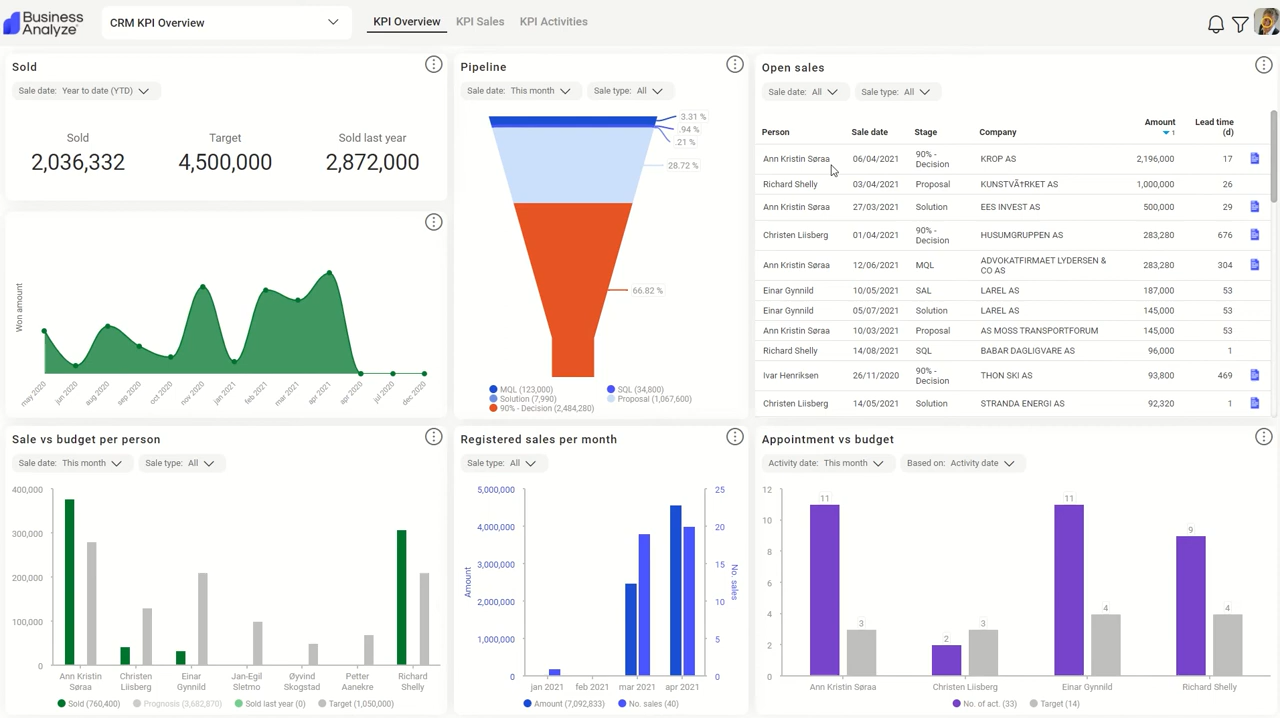 Business Analyze
CRM KPI Overview
KPI Overview KPI Sales KPI Activities
Sold
Sale date: Year to date (YTD)
Sold Target Sold last year
2,036,332 4,500,000 2,872,000
Won amount
may 2020 jun 2020 aug 2020 sep 2020 oct 2020 nov 2020 jan 2021 feb 2021 mar 2021 apr 2021 apr 2020 jul 2020 dec 2020
Pipeline
Sale date: This month Sale type: All
3.31 %
.94 %
.21 %
28.72 %
66.82 %
MQL (123,000) SQL (34,800)
Solution (7,990) Proposal (1,067,600)
90% - Decision (2,484,280)
Open sales
Sale date: All Sale type: All
Person Sale date Stage Company Amount 1 Lead time (d)
Ann Kristin Søraa 06/04/2021 90% - Decision KROP AS 2,196,000 17
Richard Shelly 03/04/2021 Proposal KUNSTVÃ†RKET AS 1,000,000 26
Ann Kristin Søraa 27/03/2021 Solution EES INVEST AS 500,000 29
Christen Liisberg 01/04/2021 90% - Decision HUSUMGRUPPEN AS 283,280 676
Ann Kristin Søraa 12/06/2021 MQL ADVOKATFIRMAET LYDERSEN & CO AS 283,280 304
Einar Gynnild 10/05/2021 SAL LAREL AS 187,000 53
Einar Gynnild 05/07/2021 Solution LAREL AS 145,000 53
Ann Kristin Søraa 10/03/2021 Proposal AS MOSS TRANSPORTFORUM 145,000 53
Richard Shelly 14/08/2021 SQL BABAR DAGLIGVARE AS 96,000 1
Ivar Henriksen 26/11/2020 90% - Decision THON SKI AS 93,800 469
Christen Liisberg 14/05/2021 Solution STRANDA ENERGI AS 92,320 1
Sale vs budget per person
Sale date: This month Sale type: All
400,000
300,000
200,000
100,000
0
Ann Kristin Søraa Christen Liisberg Einar Gynnild Jan-Egil Sletmo Øyvind Skogstad Petter Aanekre Richard Shelly
Sold (760,400) Prognosis (3,682,870) Sold last year (0) Target (1,050,000)
Registered sales per month
Sale type: All
Amount
5,000,000 25
4,000,000 20
3,000,000 15
2,000,000 10
1,000,000 5
0 0
No. sales
jan 2021 feb 2021 mar 2021 apr 2021
Amount (7,092,833) No. sales (40)
Appointment vs budget
Activity date: This month Based on: Activity date
12
10
8
6
4
2
0
11 3 2 3 11 4 9 4
Ann Kristin Søraa Christen Liisberg Einar Gynnild Richard Shelly
No. of act. (33) Target (14)